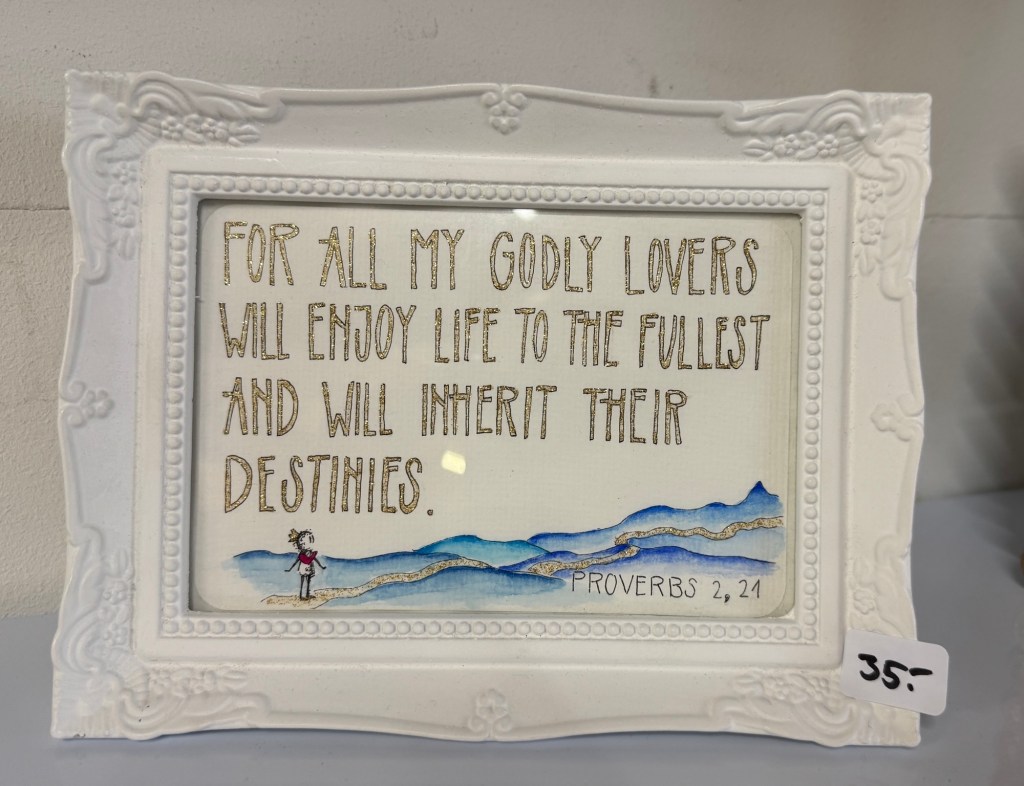 FOR ALL MY GODLY LOVERS
WILL ENJOY LIFE TO THE FULLEST
AND WILL INHERIT THEIR
DESTINIES.
PROVERBS 2, 21
35.-